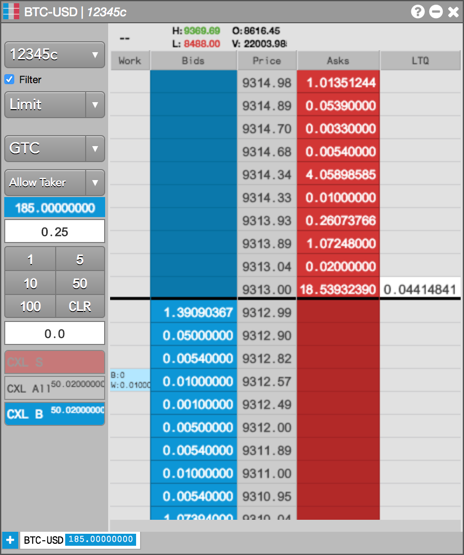 BTC-USD | 12345c
-- H: 9369.69 O: 8616.45
L: 8488.00 V: 22003.98
12345c
Work Bids Price Asks LTQ
Filter
Limit
GTC
Allow Taker
185.00000000
0.25
1 5
10 50
100 CLR
0.0
CXL S
CXL All 50.02000000
CXL B 50.02000000
9314.98 1.01351244
9314.89 0.05390000
9314.70 0.00330000
9314.68 0.00540000
9314.34 4.05898585
9314.33 0.01000000
9313.93 0.26073766
9313.89 1.07248000
9313.04 0.02000000
9313.00 18.53932390 0.04414841
1.39090367 9312.99
0.05000000 9312.90
0.00540000 9312.82
B:0
W:0.01000 0.01000000 9312.57
0.00100000 9312.49
0.00500000 9312.00
0.00540000 9311.89
0.01000000 9311.00
0.00540000 9310.95
1.07394000 9310.04
BTC-USD 185.00000000